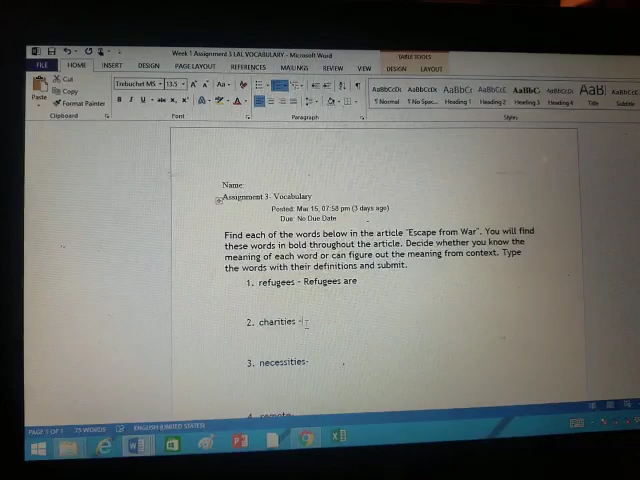 Week 1 Assignment 3 LAL VOCABULARY - Microsoft Word
TABLE TOOLS
FILE HOME INSERT DESIGN PAGE LAYOUT REFERENCES MAILINGS REVIEW VIEW DESIGN LAYOUT
Cut
Copy
Format Painter
Paste
Trebuchet MS 13.5
B I U abc X₂ X²
AaBbCcDc AaBbCcDc AaBbCc AaBbCcE AaBbC AaBbCcDc AaB AaBbCcE
¶ Normal ¶ No Spac... Heading 1 Heading 2 Heading 3 Heading 4 Title Subtitle
Clipboard Font Paragraph Styles
Name:
Assignment 3- Vocabulary
Posted: Mar 15, 07:58 pm (3 days ago)
Due: No Due Date
Find each of the words below in the article "Escape from War". You will find
these words in bold throughout the article. Decide whether you know the
meaning of each word or can figure out the meaning from context. Type
the words with their definitions and submit.
1. refugees - Refugees are
2. charities -
3. necessities-
4. remote-
PAGE 1 OF 1 75 WORDS ENGLISH (UNITED STATES)